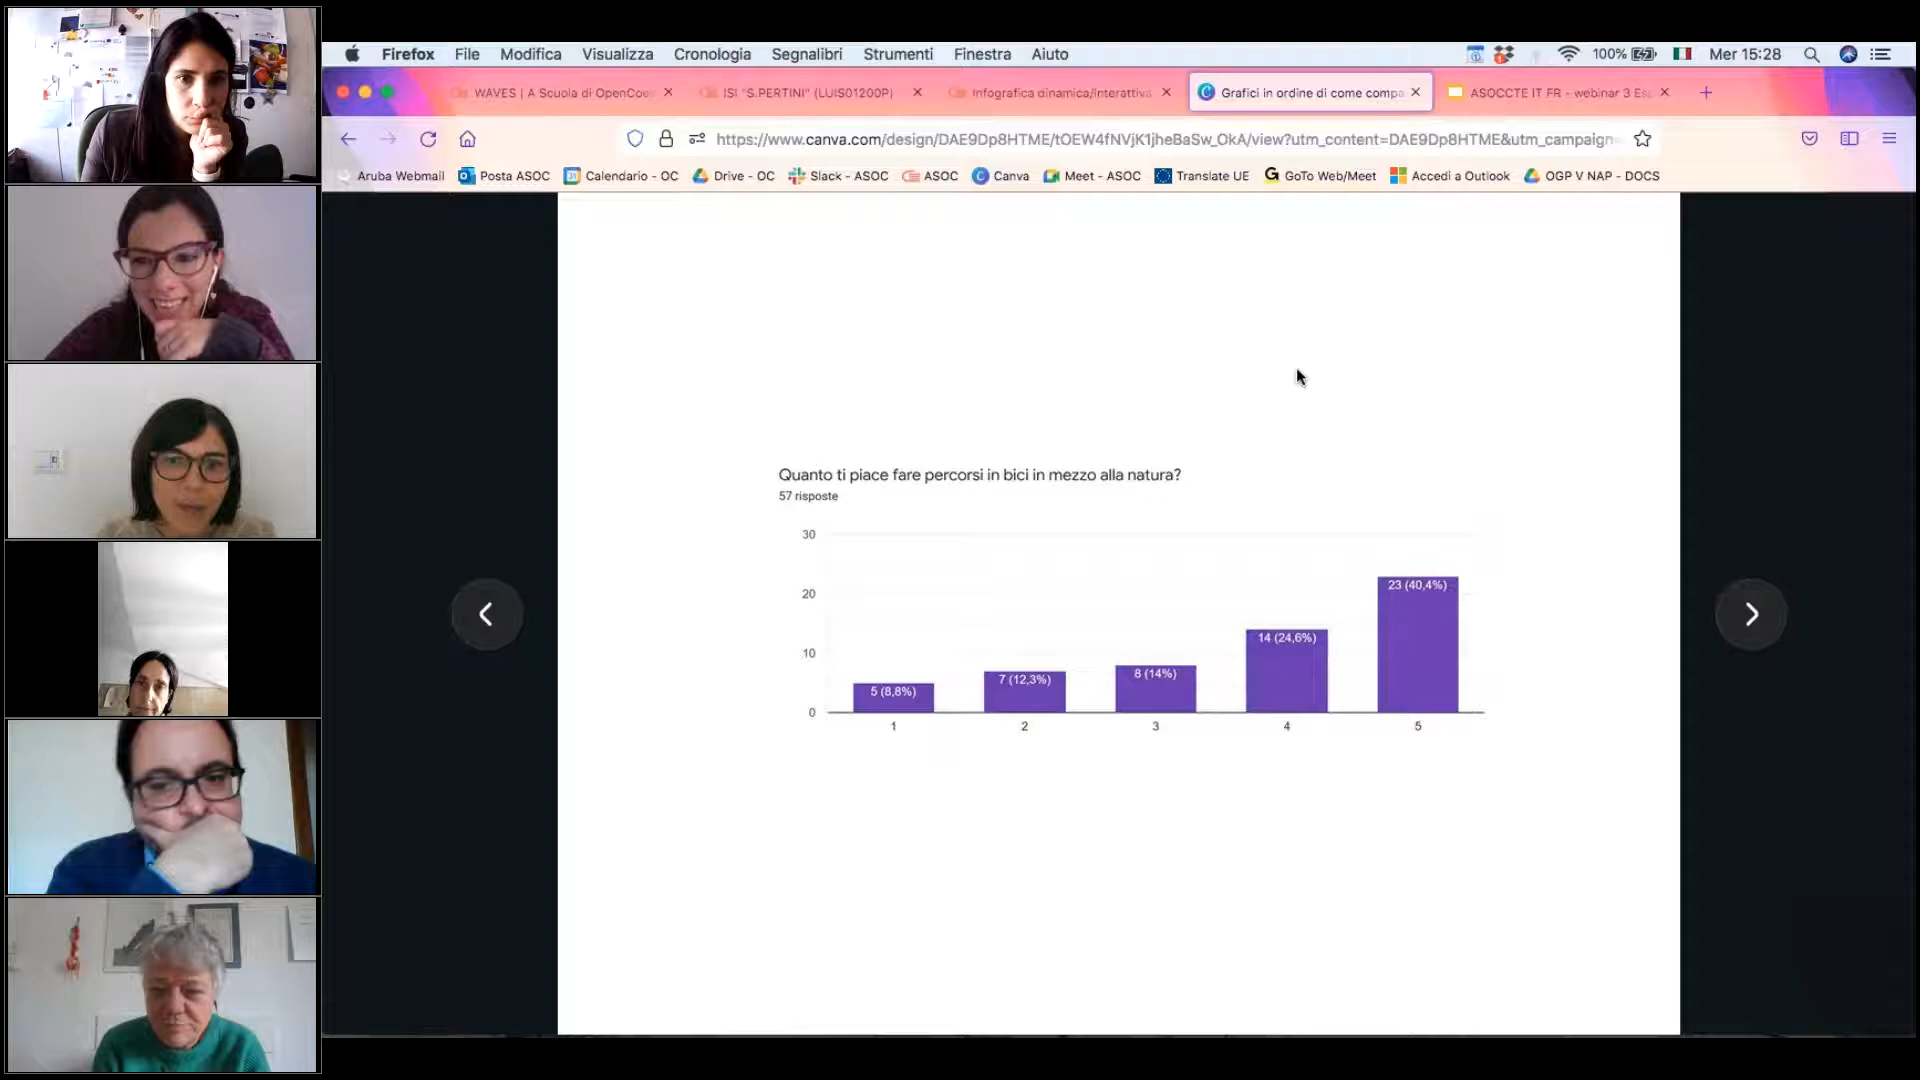 Firefox File Modifica Visualizza Cronologia Segnalibri Strumenti Finestra Aiuto 100% Mer 15:28
WAVES | A Scuola di OpenCoe
ISI "S.PERTINI" (LUIS01200P)
Infografica dinamica/interattiva
Grafici in ordine di come compa
ASOCCTE IT FR - webinar 3 Es
https://www.canva.com/design/DAE9Dp8HTME/tOEW4fNVjK1jheBaSw_OkA/view?utm_content=DAE9Dp8HTME&utm_campaign=
Aruba Webmail Posta ASOC Calendario - OC Drive - OC Slack - ASOC ASOC Canva Meet - ASOC Translate UE GoTo Web/Meet Accedi a Outlook OGP V NAP - DOCS
Quanto ti piace fare percorsi in bici in mezzo alla natura?
57 risposte
30
20
10
0
5 (8,8%)
7 (12,3%)
8 (14%)
14 (24,6%)
23 (40,4%)
1 2 3 4 5